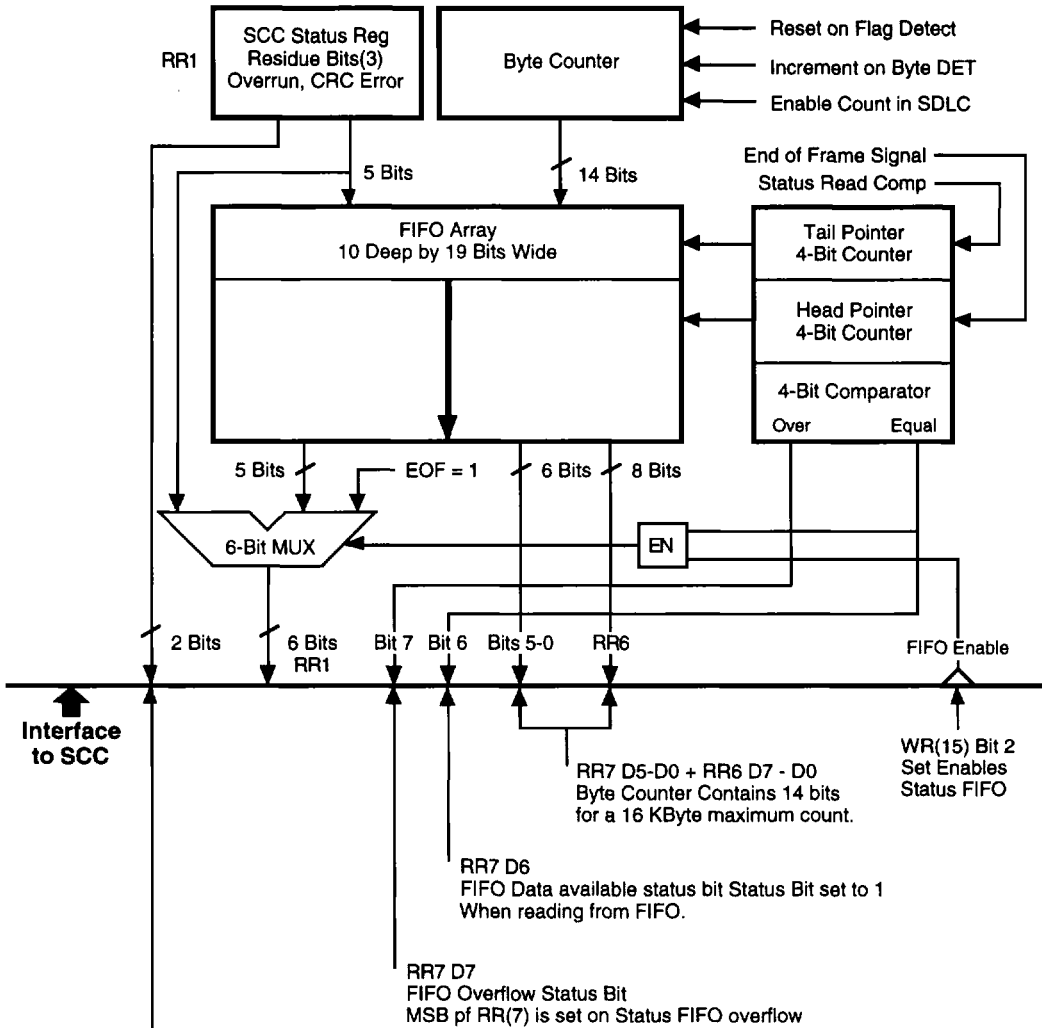 SCC Status Reg
Residue Bits(3)
Overrun, CRC Error
RR1
Byte Counter
Reset on Flag Detect
Increment on Byte DET
Enable Count in SDLC
5 Bits
14 Bits
End of Frame Signal
Status Read Comp
FIFO Array
10 Deep by 19 Bits Wide
Tail Pointer
4-Bit Counter
Head Pointer
4-Bit Counter
4-Bit Comparator
Over
Equal
5 Bits
EOF = 1
6 Bits
8 Bits
6-Bit MUX
EN
2 Bits
6 Bits
RR1
Bit 7
Bit 6
Bits 5-0
RR6
FIFO Enable
Interface
to SCC
WR(15) Bit 2
Set Enables
Status FIFO
RR7 D5-D0 + RR6 D7 - D0
Byte Counter Contains 14 bits
for a 16 KByte maximum count.
RR7 D6
FIFO Data available status bit Status Bit set to 1
When reading from FIFO.
RR7 D7
FIFO Overflow Status Bit
MSB pf RR(7) is set on Status FIFO overflow